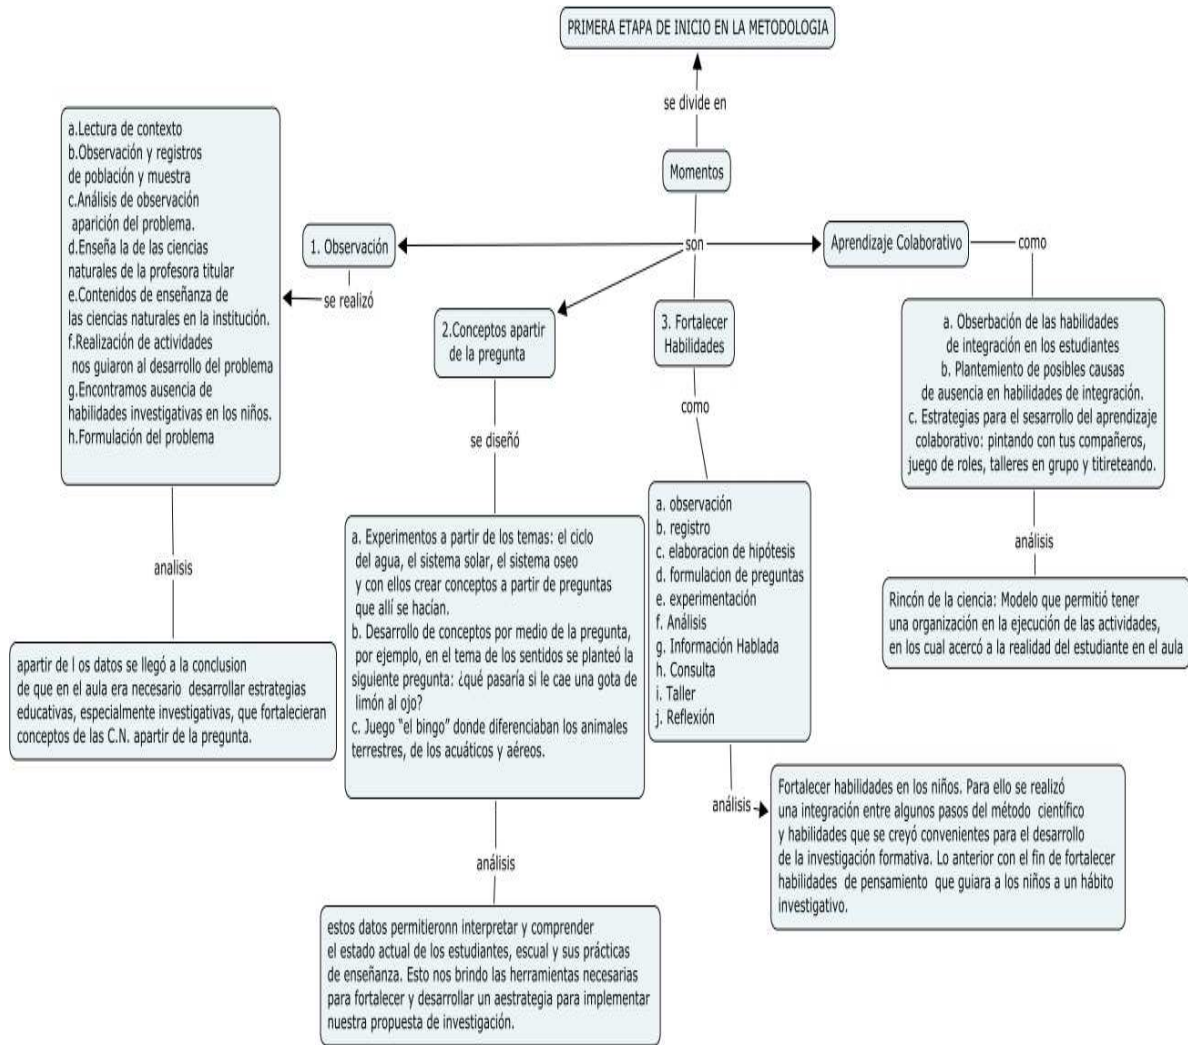 PRIMERA ETAPA DE INICIO EN LA METODOLOGIA
se divide en
Momentos
son
1. Observación
se realizó
a.Lectura de contexto
b.Observación y registros
de población y muestra
c.Análisis de observación
aparición del problema.
d.Enseña la de las ciencias
naturales de la profesora titular
e.Contenidos de enseñanza de
las ciencias naturales en la institución.
f.Realización de actividades
nos guiaron al desarrollo del problema
g.Encontramos ausencia de
habilidades investigativas en los niños.
h.Formulación del problema
analisis
apartir de l os datos se llegó a la conclusion
de que en el aula era necesario desarrollar estrategias
educativas, especialmente investigativas, que fortalecieran
conceptos de las C.N. apartir de la pregunta.
2.Conceptos apartir
de la pregunta
se diseñó
a. Experimentos a partir de los temas: el ciclo
del agua, el sistema solar, el sistema oseo
y con ellos crear conceptos a partir de preguntas
que allí se hacían.
b. Desarrollo de conceptos por medio de la pregunta,
por ejemplo, en el tema de los sentidos se planteó la
siguiente pregunta: ¿qué pasaría si le cae una gota de
limón al ojo?
c. Juego "el bingo" donde diferenciaban los animales
terrestres, de los acuáticos y aéreos.
análisis
estos datos permitieronn interpretar y comprender
el estado actual de los estudiantes, escual y sus prácticas
de enseñanza. Esto nos brindo las herramientas necesarias
para fortalecer y desarrollar un aestrategia para implementar
nuestra propuesta de investigación.
3. Fortalecer
Habilidades
como
a. observación
b. registro
c. elaboracion de hipótesis
d. formulacion de preguntas
e. experimentación
f. Análisis
g. Información Hablada
h. Consulta
i. Taller
j. Reflexión
análisis
Fortalecer habilidades en los niños. Para ello se realizó
una integración entre algunos pasos del método científico
y habilidades que se creyó convenientes para el desarrollo
de la investigación formativa. Lo anterior con el fin de fortalecer
habilidades de pensamiento que guiara a los niños a un hábito
investigativo.
Aprendizaje Colaborativo
como
a. Obserbación de las habilidades
de integración en los estudiantes
b. Plantemiento de posibles causas
de ausencia en habilidades de integración.
c. Estrategias para el sesarrollo del aprendizaje
colaborativo: pintando con tus compañeros,
juego de roles, talleres en grupo y titireteando.
análisis
Rincón de la ciencia: Modelo que permitió tener
una organización en la ejecución de las actividades,
en los cual acercó a la realidad del estudiante en el aula